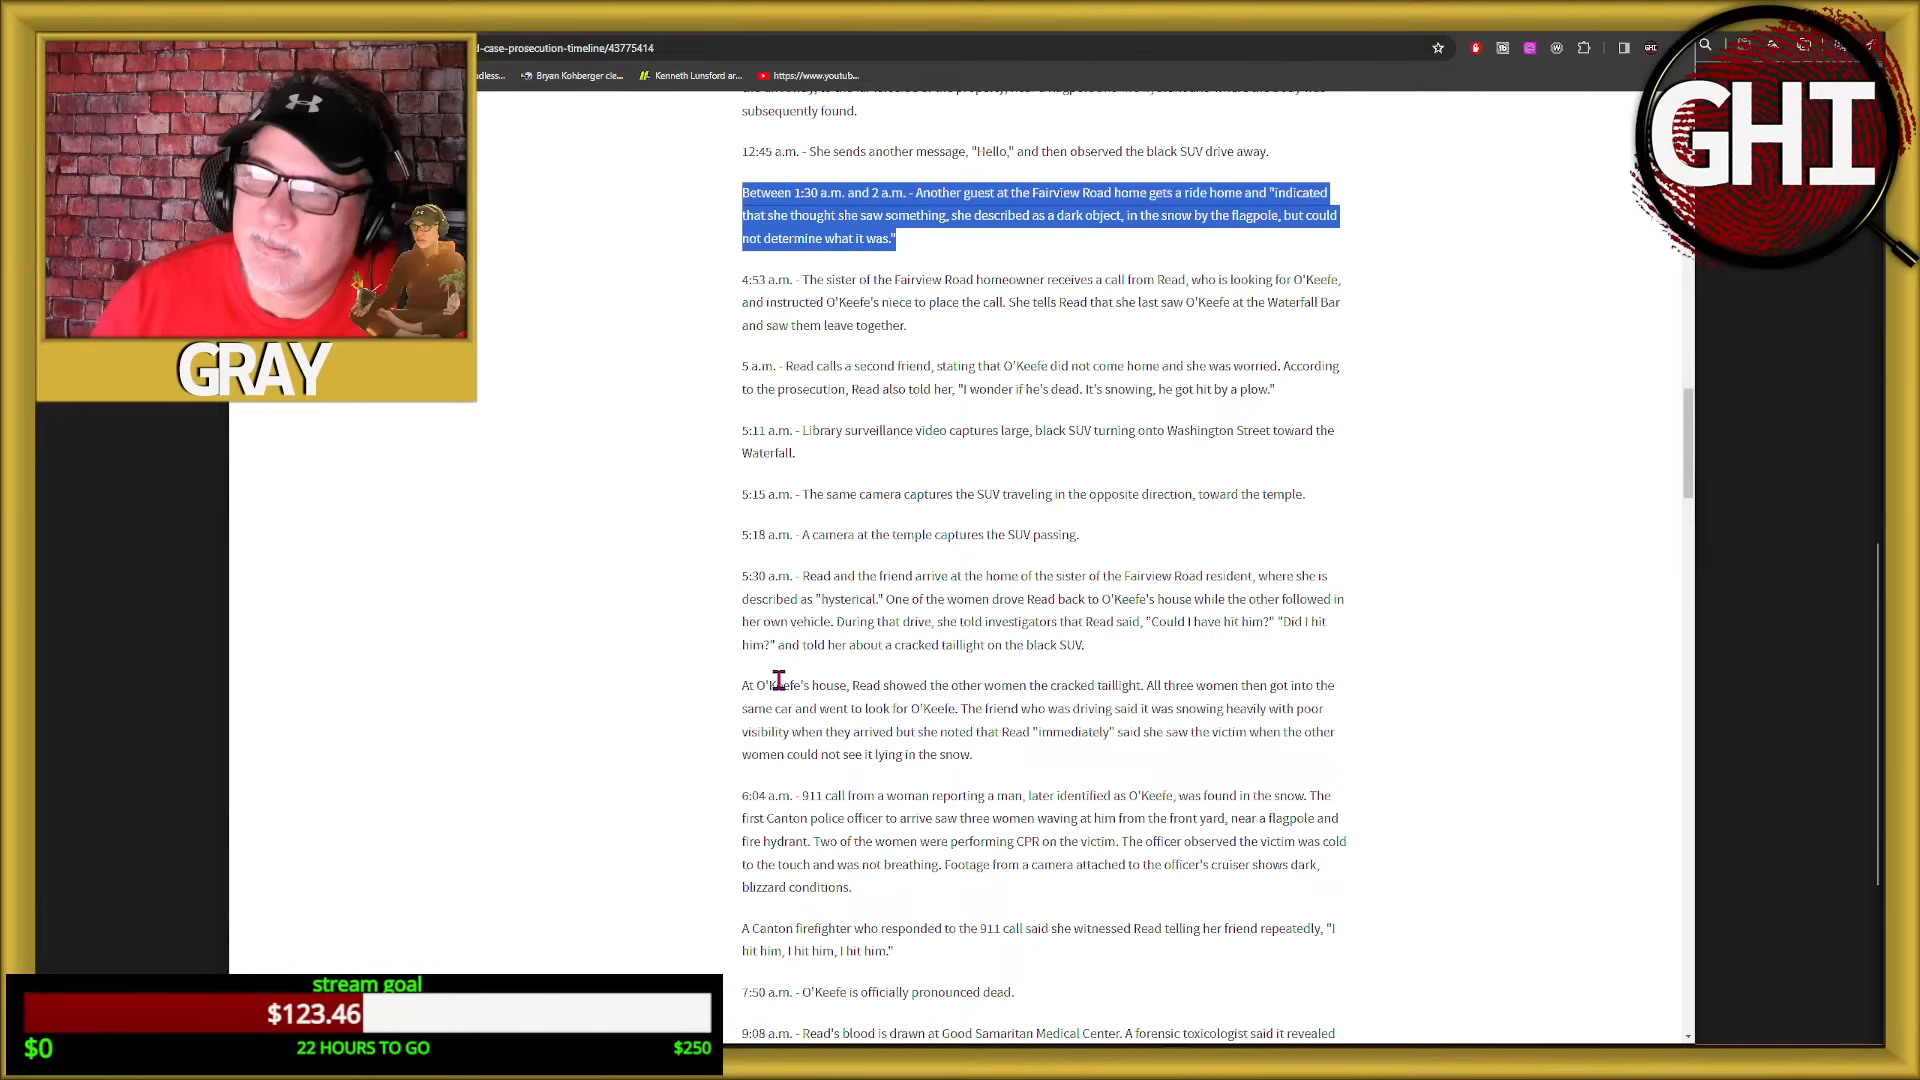 d-case-prosecution-timeline/43775414
ndless...
Bryan Kohberger cle...
Kenneth Lunsford ar...
https://www.youtub...
GHI
GRAY
subsequently found.
12:45 a.m. - She sends another message, "Hello," and then observed the black SUV drive away.
Between 1:30 a.m. and 2 a.m. - Another guest at the Fairview Road home gets a ride home and "indicated
that she thought she saw something, she described as a dark object, in the snow by the flagpole, but could
not determine what it was."
4:53 a.m. - The sister of the Fairview Road homeowner receives a call from Read, who is looking for O'Keefe,
and instructed O'Keefe's niece to place the call. She tells Read that she last saw O'Keefe at the Waterfall Bar
and saw them leave together.
5 a.m. - Read calls a second friend, stating that O'Keefe did not come home and she was worried. According
to the prosecution, Read also told her, "I wonder if he's dead. It's snowing, he got hit by a plow."
5:11 a.m. - Library surveillance video captures large, black SUV turning onto Washington Street toward the
Waterfall.
5:15 a.m. - The same camera captures the SUV traveling in the opposite direction, toward the temple.
5:18 a.m. - A camera at the temple captures the SUV passing.
5:30 a.m. - Read and the friend arrive at the home of the sister of the Fairview Road resident, where she is
described as "hysterical." One of the women drove Read back to O'Keefe's house while the other followed in
her own vehicle. During that drive, she told investigators that Read said, "Could I have hit him?" "Did I hit
him?" and told her about a cracked taillight on the black SUV.
At O'Keefe's house, Read showed the other women the cracked taillight. All three women then got into the
same car and went to look for O'Keefe. The friend who was driving said it was snowing heavily with poor
visibility when they arrived but she noted that Read "immediately" said she saw the victim when the other
women could not see it lying in the snow.
6:04 a.m. - 911 call from a woman reporting a man, later identified as O'Keefe, was found in the snow. The
first Canton police officer to arrive saw three women waving at him from the front yard, near a flagpole and
fire hydrant. Two of the women were performing CPR on the victim. The officer observed the victim was cold
to the touch and was not breathing. Footage from a camera attached to the officer's cruiser shows dark,
blizzard conditions.
A Canton firefighter who responded to the 911 call said she witnessed Read telling her friend repeatedly, "I
hit him, I hit him, I hit him."
7:50 a.m. - O'Keefe is officially pronounced dead.
9:08 a.m. - Read's blood is drawn at Good Samaritan Medical Center. A forensic toxicologist said it revealed
stream goal
$123.46
$0
22 HOURS TO GO
$250